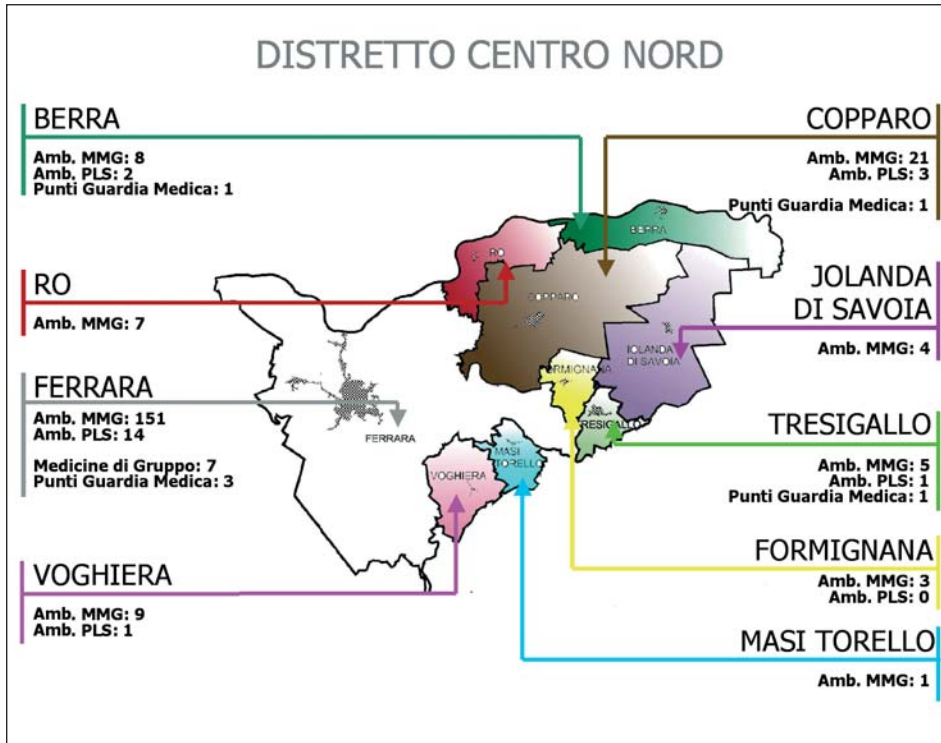 DISTRETTO CENTRO NORD
BERRA
Amb. MMG: 8
Amb. PLS: 2
Punti Guardia Medica: 1
COPPARO
Amb. MMG: 21
Amb. PLS: 3
Punti Guardia Medica: 1
RO
Amb. MMG: 7
JOLANDA
DI SAVOIA
Amb. MMG: 4
FERRARA
Amb. MMG: 151
Amb. PLS: 14
Medicine di Gruppo: 7
Punti Guardia Medica: 3
TRESIGALLO
Amb. MMG: 5
Amb. PLS: 1
Punti Guardia Medica: 1
FORMIGNANA
Amb. MMG: 3
Amb. PLS: 0
VOGHIERA
Amb. MMG: 9
Amb. PLS: 1
MASI TORELLO
Amb. MMG: 1
BERRA
RO
COPPARO
IOLANDA
DI SAVOIA
FORMIGNANA
TRESIGALLO
FERRARA
MASI
TORELLO
VOGHIERA